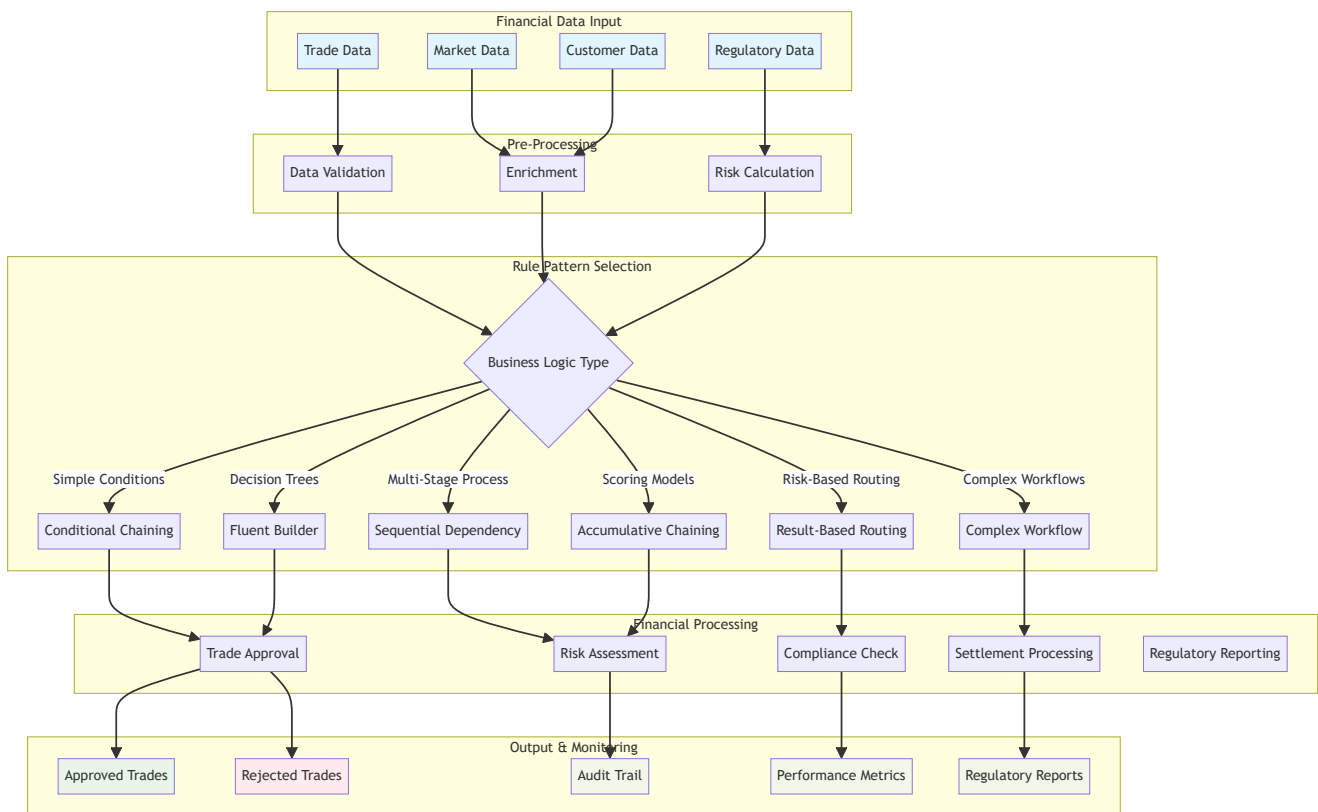 Financial Data Input
Trade Data
Market Data
Customer Data
Regulatory Data
Pre-Processing
Data Validation
Enrichment
Risk Calculation
Rule Pattern Selection
Business Logic Type
Simple Conditions
Decision Trees
Multi-Stage Process
Scoring Models
Risk-Based Routing
Complex Workflows
Conditional Chaining
Fluent Builder
Sequential Dependency
Accumulative Chaining
Result-Based Routing
Complex Workflow
Financial Processing
Trade Approval
Risk Assessment
Compliance Check
Settlement Processing
Regulatory Reporting
Output & Monitoring
Approved Trades
Rejected Trades
Audit Trail
Performance Metrics
Regulatory Reports